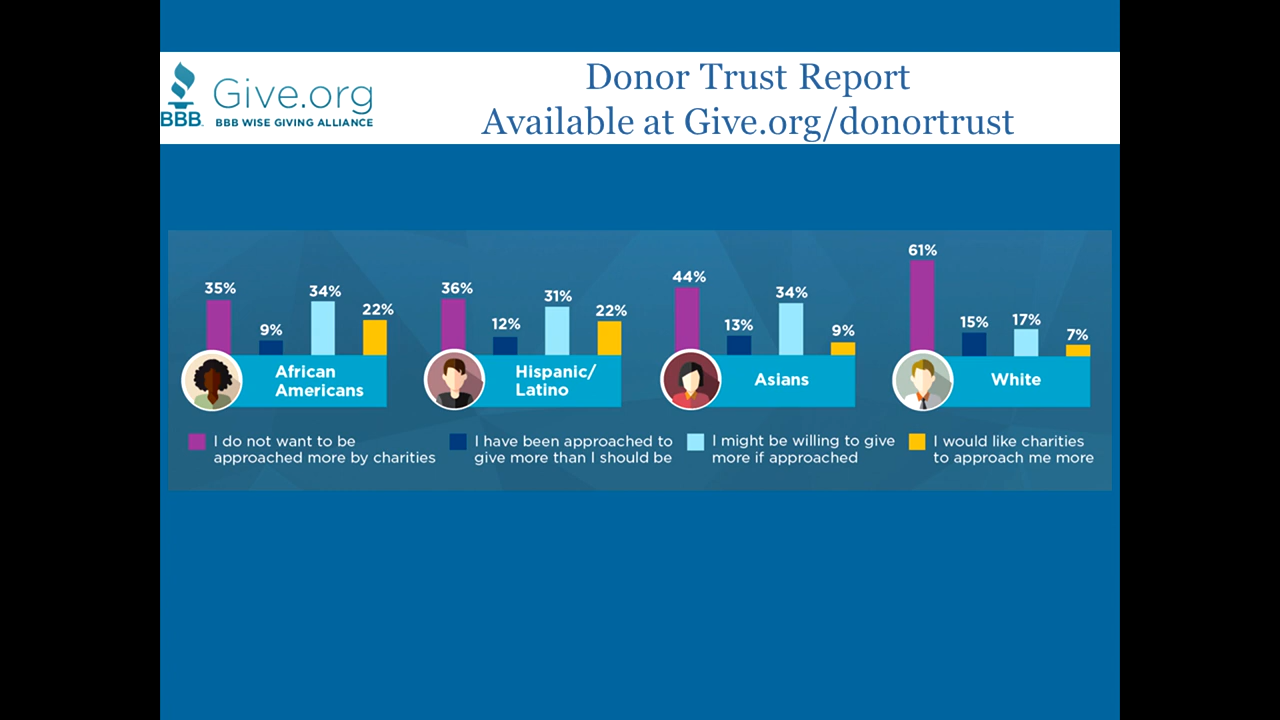 Donor Trust Report
Available at Give.org/donortrust
BBB
Give.org
BBB WISE GIVING ALLIANCE
35%
9%
34%
22%
African
Americans
36%
12%
31%
22%
Hispanic/
Latino
44%
13%
34%
9%
Asians
61%
15%
17%
7%
White
I do not want to be
approached more by charities
I have been approached to
give more than I should be
I might be willing to give
more if approached
I would like charities
to approach me more